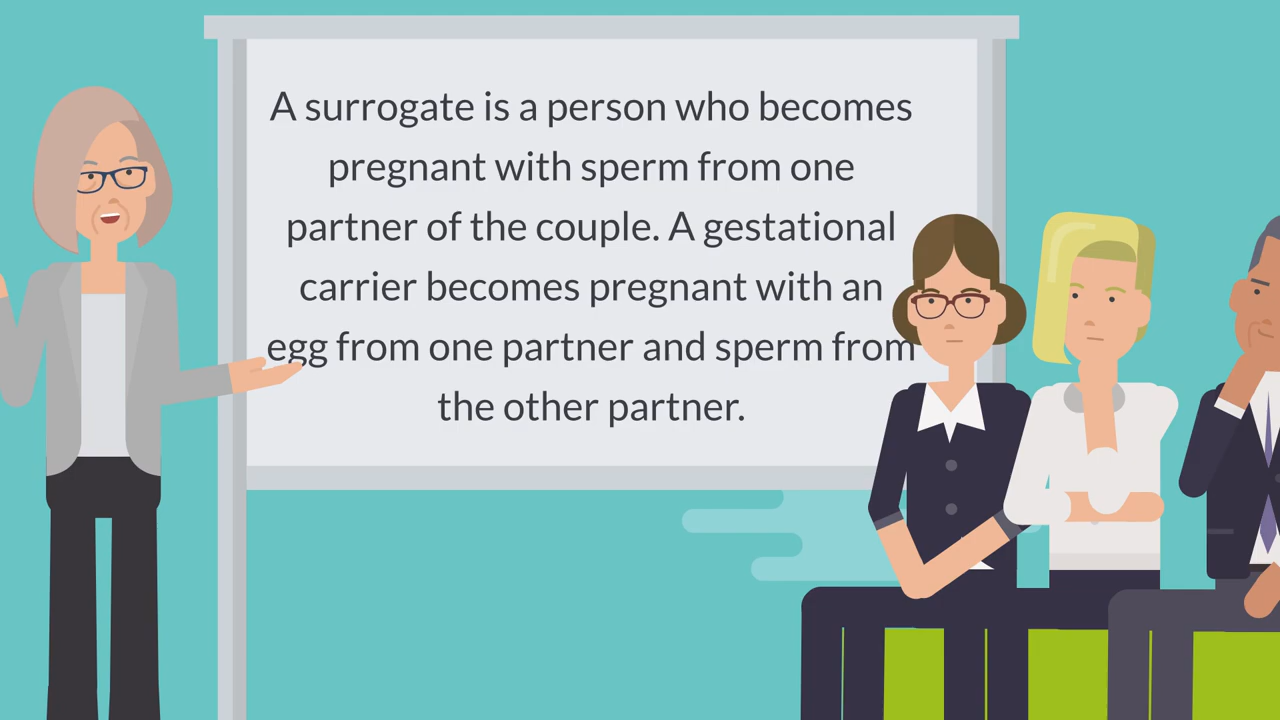 A surrogate is a person who becomes
pregnant with sperm from one
partner of the couple. A gestational
carrier becomes pregnant with an
egg from one partner and sperm from
the other partner.